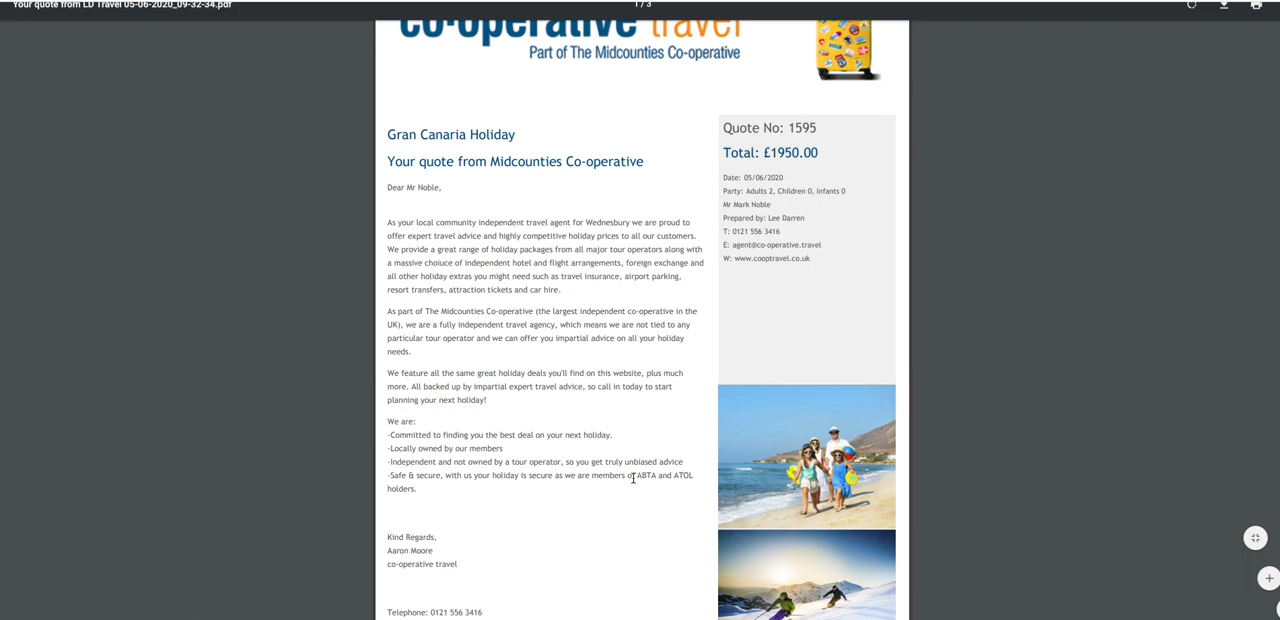 Your quote from LD Travel 05-06-2020_09-32-34.pdf
1 / 3
co-operative travel
Part of The Midcounties Co-operative
Gran Canaria Holiday
Your quote from Midcounties Co-operative
Dear Mr Noble,
As your local community independent travel agent for Wednesbury we are proud to
offer expert travel advice and highly competitive holiday prices to all our customers.
We provide a great range of holiday packages from all major tour operators along with
a massive choiuce of independent hotel and flight arrangements, foreign exchange and
all other holiday extras you might need such as travel insurance, airport parking,
resort transfers, attraction tickets and car hire.
As part of The Midcounties Co-operative (the largest independent co-operative in the
UK), we are a fully independent travel agency, which means we are not tied to any
particular tour operator and we can offer you impartial advice on all your holiday
needs.
We feature all the same great holiday deals you'll find on this website, plus much
more. All backed up by impartial expert travel advice, so call in today to start
planning your next holiday!
We are:
-Committed to finding you the best deal on your next holiday.
-Locally owned by our members
-Independent and not owned by a tour operator, so you get truly unbiased advice
-Safe & secure, with us your holiday is secure as we are members of ABTA and ATOL
holders.
Kind Regards,
Aaron Moore
co-operative travel
Telephone: 0121 556 3416
Quote No: 1595
Total: £1950.00
Date: 05/06/2020
Party: Adults 2, Children 0, Infants 0
Mr Mark Noble
Prepared by: Lee Darren
T: 0121 556 3416
E: agent@co-operative.travel
W: www.cooptravel.co.uk